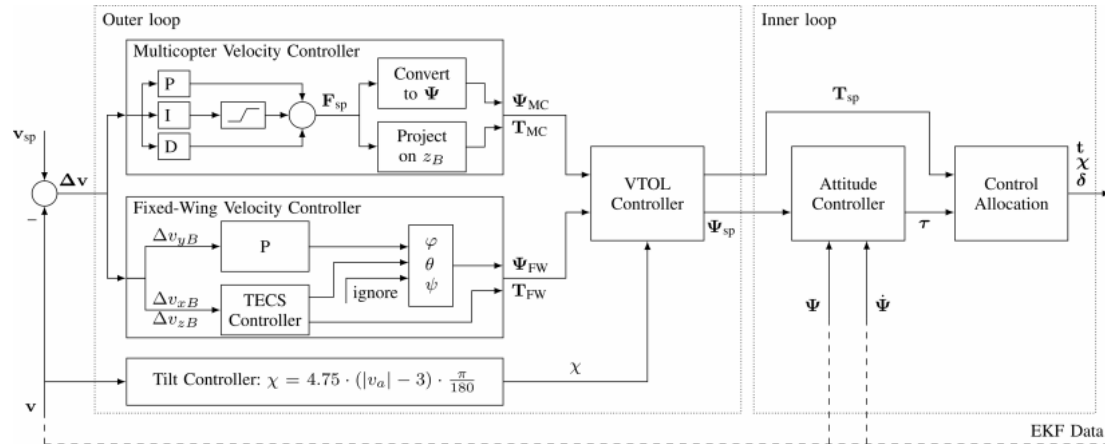 Outer loop
Inner loop
Multicopter Velocity Controller
P
I
D
F_sp
Convert
to Ψ
Project
on z_B
Ψ_MC
T_MC
v_sp
Δv
−
Fixed-Wing Velocity Controller
Δv_yB
P
Δv_xB
Δv_zB
TECS
Controller
ignore
φ
θ
ψ
Ψ_FW
T_FW
VTOL
Controller
T_sp
Ψ_sp
Attitude
Controller
τ
Control
Allocation
t
χ
δ
Ψ
Ψ̇
Tilt Controller: χ = 4.75 · (|v_a| − 3) · π/180
χ
v
EKF Data